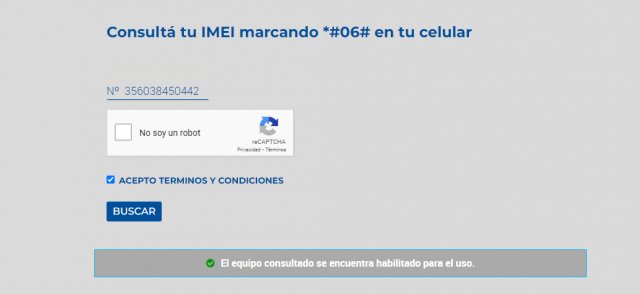 Consultá tu IMEI marcando *#06# en tu celular
Nº 356038450442
No soy un robot
reCAPTCHA
Privacidad - Términos
ACEPTO TERMINOS Y CONDICIONES
BUSCAR
El equipo consultado se encuentra habilitado para el uso.